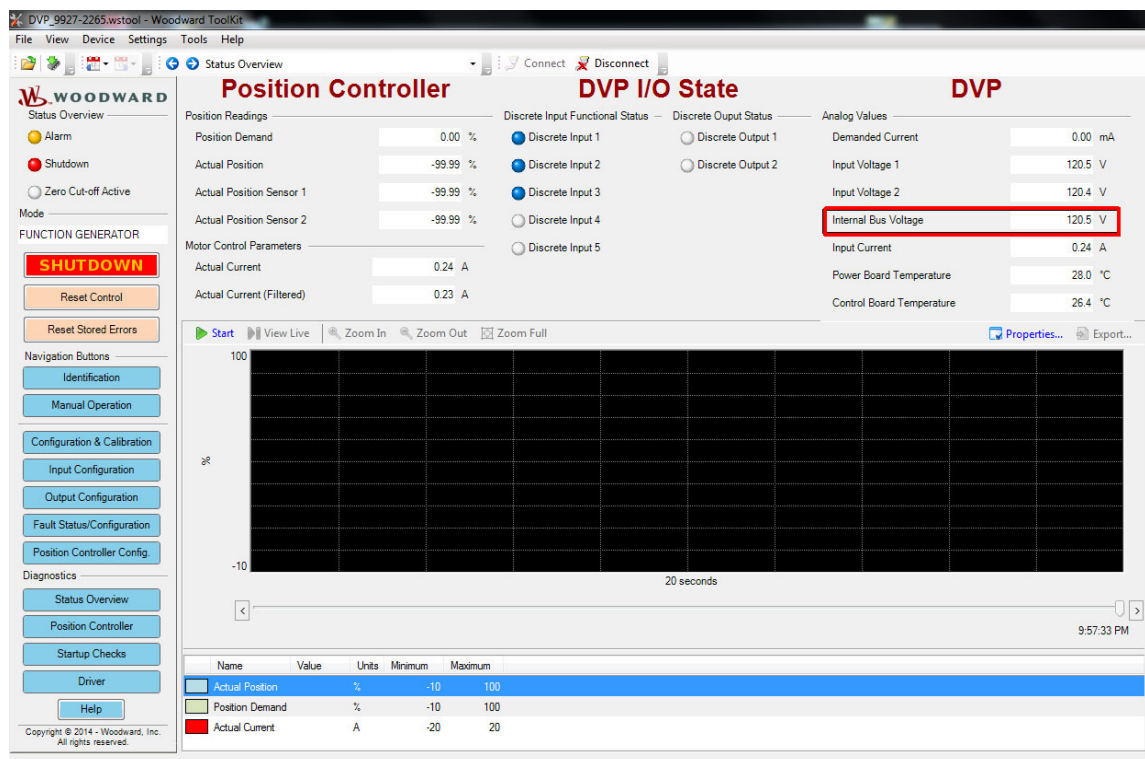 DVP_9927-2265.wstool - Woodward ToolKit
File View Device Settings Tools Help
Status Overview
Connect Disconnect
WOODWARD
Status Overview
Alarm
Shutdown
Zero Cut-off Active
Mode
FUNCTION GENERATOR
SHUTDOWN
Reset Control
Reset Stored Errors
Navigation Buttons
Identification
Manual Operation
Configuration & Calibration
Input Configuration
Output Configuration
Fault Status/Configuration
Position Controller Config.
Diagnostics
Status Overview
Position Controller
Startup Checks
Driver
Help
Copyright © 2014 - Woodward, Inc.
All rights reserved.
Position Controller
Position Readings
Position Demand 0.00 %
Actual Position -99.99 %
Actual Position Sensor 1 -99.99 %
Actual Position Sensor 2 -99.99 %
Motor Control Parameters
Actual Current 0.24 A
Actual Current (Filtered) 0.23 A
DVP I/O State
Discrete Input Functional Status
Discrete Input 1
Discrete Input 2
Discrete Input 3
Discrete Input 4
Discrete Input 5
Discrete Ouput Status
Discrete Output 1
Discrete Output 2
DVP
Analog Values
Demanded Current 0.00 mA
Input Voltage 1 120.5 V
Input Voltage 2 120.4 V
Internal Bus Voltage 120.5 V
Input Current 0.24 A
Power Board Temperature 28.0 °C
Control Board Temperature 26.4 °C
Start View Live Zoom In Zoom Out Zoom Full Properties... Export...
100
%
-10
20 seconds
< >
9:57:33 PM
Name Value Units Minimum Maximum
Actual Position % -10 100
Position Demand % -10 100
Actual Current A -20 20